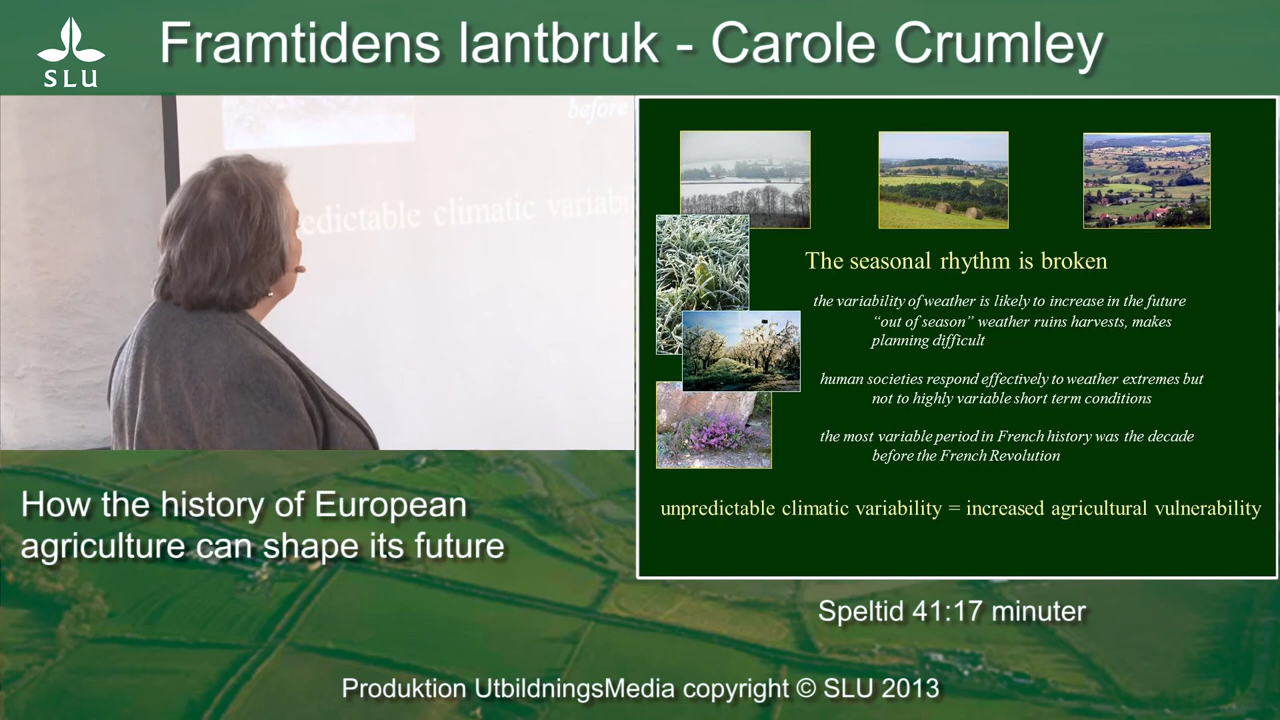 SLU
Framtidens lantbruk - Carole Crumley
before
edictable climatic variabi
The seasonal rhythm is broken
the variability of weather is likely to increase in the future
“out of season” weather ruins harvests, makes
planning difficult
human societies respond effectively to weather extremes but
not to highly variable short term conditions
the most variable period in French history was the decade
before the French Revolution
unpredictable climatic variability = increased agricultural vulnerability
How the history of European
agriculture can shape its future
Speltid 41:17 minuter
Produktion UtbildningsMedia copyright © SLU 2013